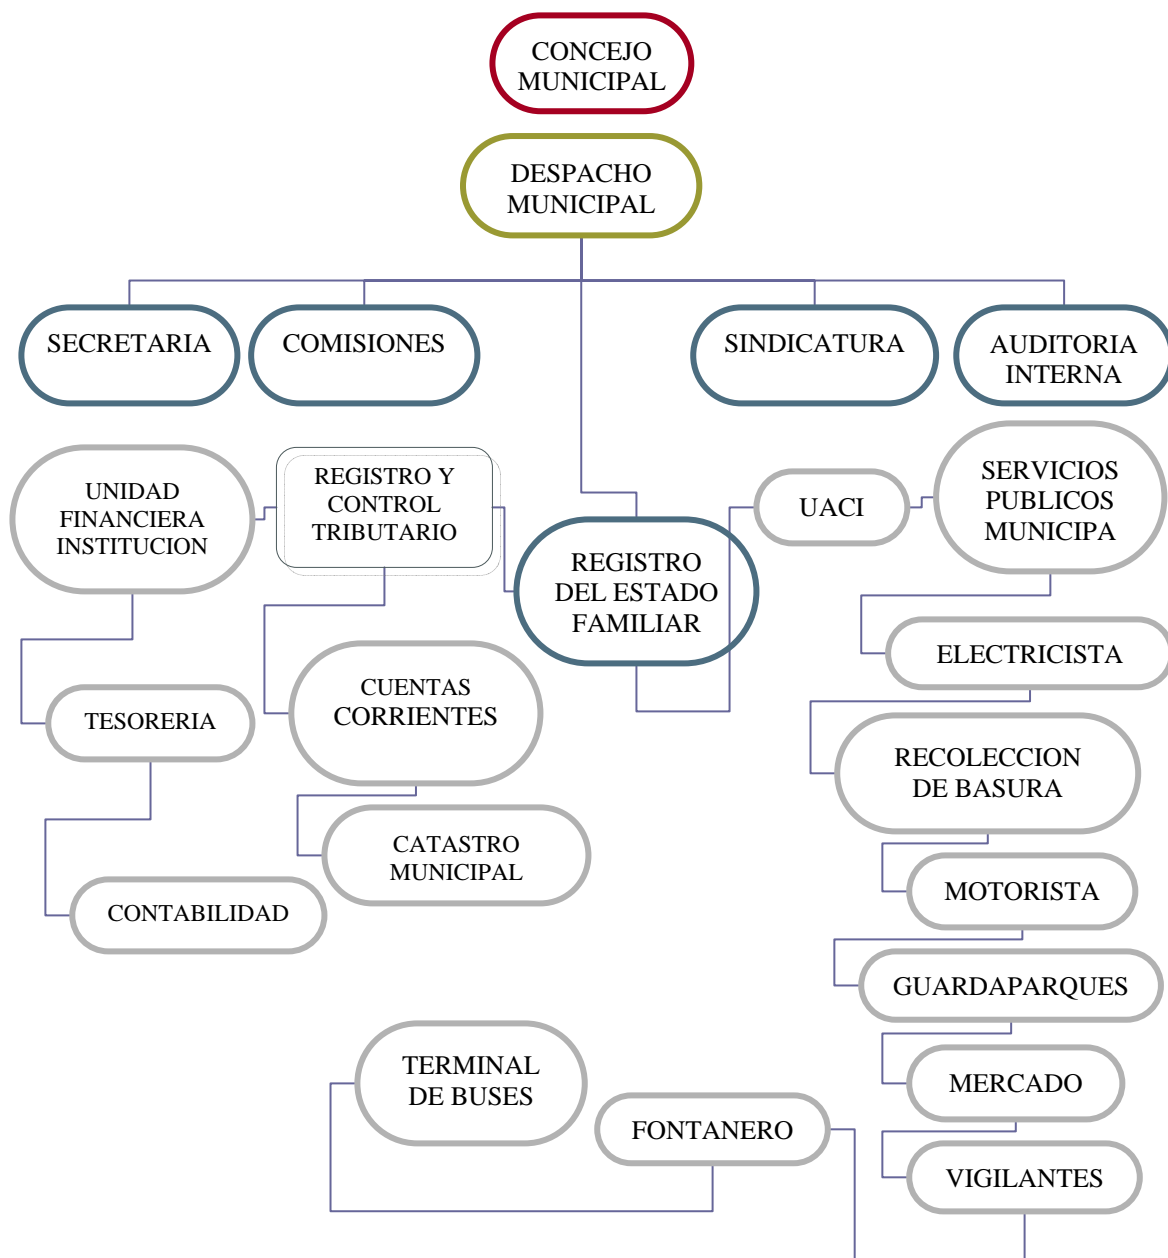 CONCEJO
MUNICIPAL
DESPACHO
MUNICIPAL
SECRETARIA
COMISIONES
SINDICATURA
AUDITORIA
INTERNA
UNIDAD
FINANCIERA
INSTITUCION
REGISTRO Y
CONTROL
TRIBUTARIO
REGISTRO
DEL ESTADO
FAMILIAR
UACI
SERVICIOS
PUBLICOS
MUNICIPA
ELECTRICISTA
TESORERIA
CUENTAS
CORRIENTES
RECOLECCION
DE BASURA
CATASTRO
MUNICIPAL
CONTABILIDAD
MOTORISTA
GUARDAPARQUES
TERMINAL
DE BUSES
FONTANERO
MERCADO
VIGILANTES